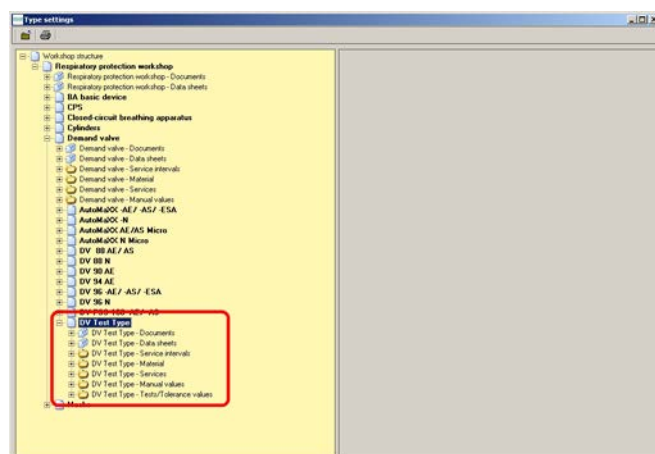 Type settings
Workshop structure
Respiratory protection workshop
Respiratory protection workshop - Documents
Respiratory protection workshop - Data sheets
BA basic device
CPS
Closed-circuit breathing apparatus
Cylinders
Demand valve
Demand valve - Documents
Demand valve - Data sheets
Demand valve - Service intervals
Demand valve - Material
Demand valve - Services
Demand valve - Manual values
AutoMaXX -AE/ -AS/ -ESA
AutoMaXX -N
AutoMaXX AE/AS Micro
AutoMaXX N Micro
DV 88 AE/ AS
DV 88 N
DV 90 AE
DV 94 AE
DV 96 -AE/ -AS/ -ESA
DV 96 N
DV Test Type
DV Test Type - Documents
DV Test Type - Data sheets
DV Test Type - Service intervals
DV Test Type - Material
DV Test Type - Services
DV Test Type - Manual values
DV Test Type - Tests/Tolerance values